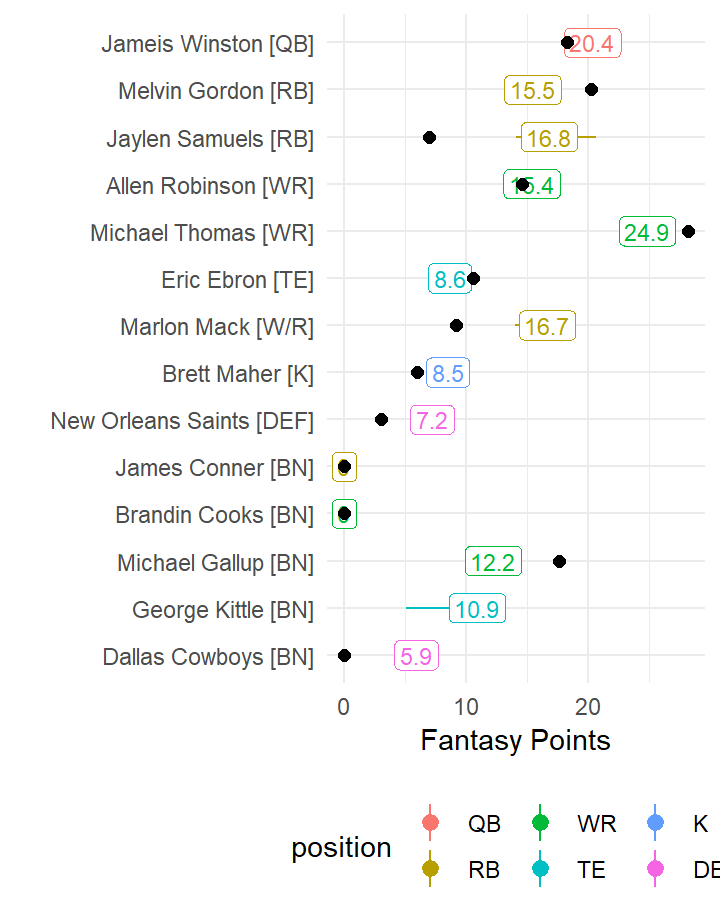 Jameis Winston [QB] 20.4
Melvin Gordon [RB] 15.5
Jaylen Samuels [RB] 16.8
Allen Robinson [WR] 15.4
Michael Thomas [WR] 24.9
Eric Ebron [TE] 8.6
Marlon Mack [W/R] 16.7
Brett Maher [K] 8.5
New Orleans Saints [DEF] 7.2
James Conner [BN]
Brandin Cooks [BN]
Michael Gallup [BN] 12.2
George Kittle [BN] 10.9
Dallas Cowboys [BN] 5.9
0 10 20
Fantasy Points
position
QB WR K
RB TE